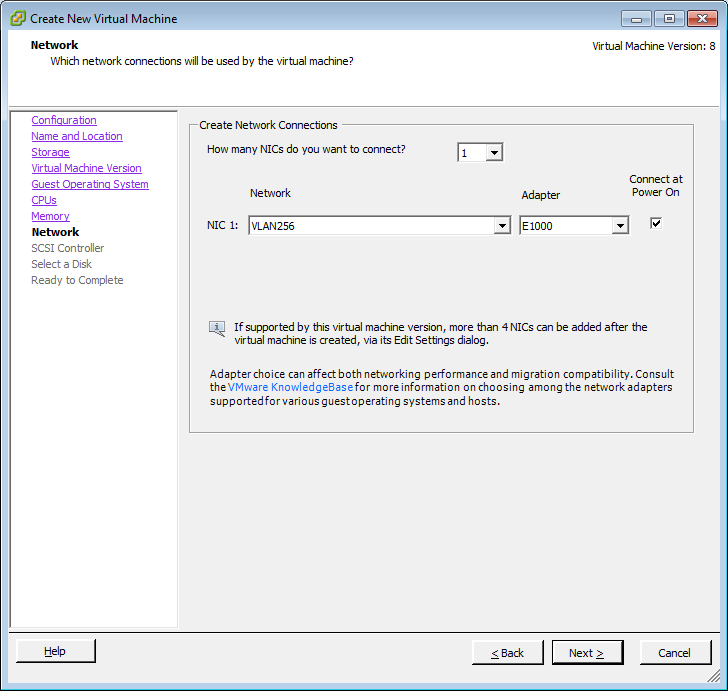 Create New Virtual Machine
Network
Which network connections will be used by the virtual machine?
Virtual Machine Version: 8
Configuration
Name and Location
Storage
Virtual Machine Version
Guest Operating System
CPUs
Memory
Network
SCSI Controller
Select a Disk
Ready to Complete
Create Network Connections
How many NICs do you want to connect?
1
Network
Adapter
Connect at
Power On
NIC 1:
VLAN256
E1000
If supported by this virtual machine version, more than 4 NICs can be added after the
virtual machine is created, via its Edit Settings dialog.
Adapter choice can affect both networking performance and migration compatibility. Consult
the VMware KnowledgeBase for more information on choosing among the network adapters
supported for various guest operating systems and hosts.
Help
< Back
Next >
Cancel